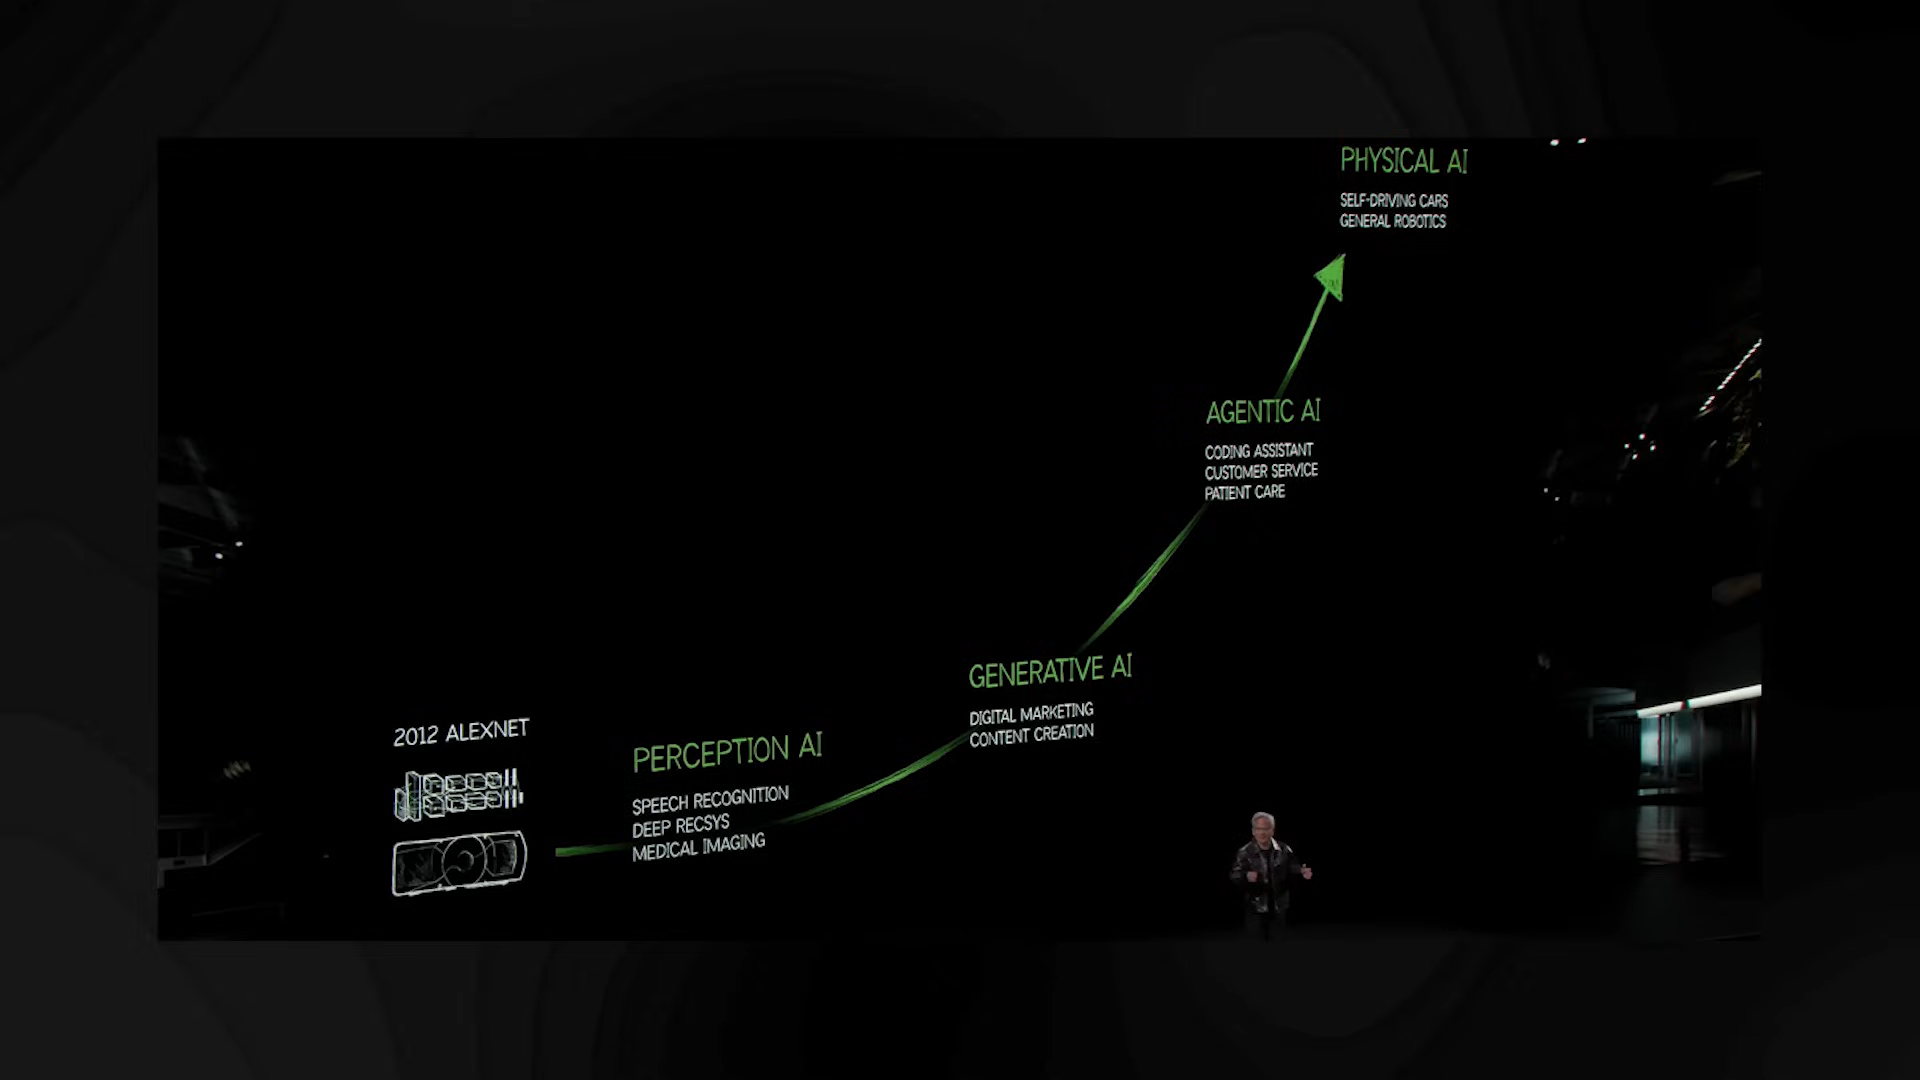 PHYSICAL AI
SELF-DRIVING CARS
GENERAL ROBOTICS
AGENTIC AI
CODING ASSISTANT
CUSTOMER SERVICE
PATIENT CARE
GENERATIVE AI
DIGITAL MARKETING
CONTENT CREATION
2012 ALEXNET
PERCEPTION AI
SPEECH RECOGNITION
DEEP RECSYS
MEDICAL IMAGING